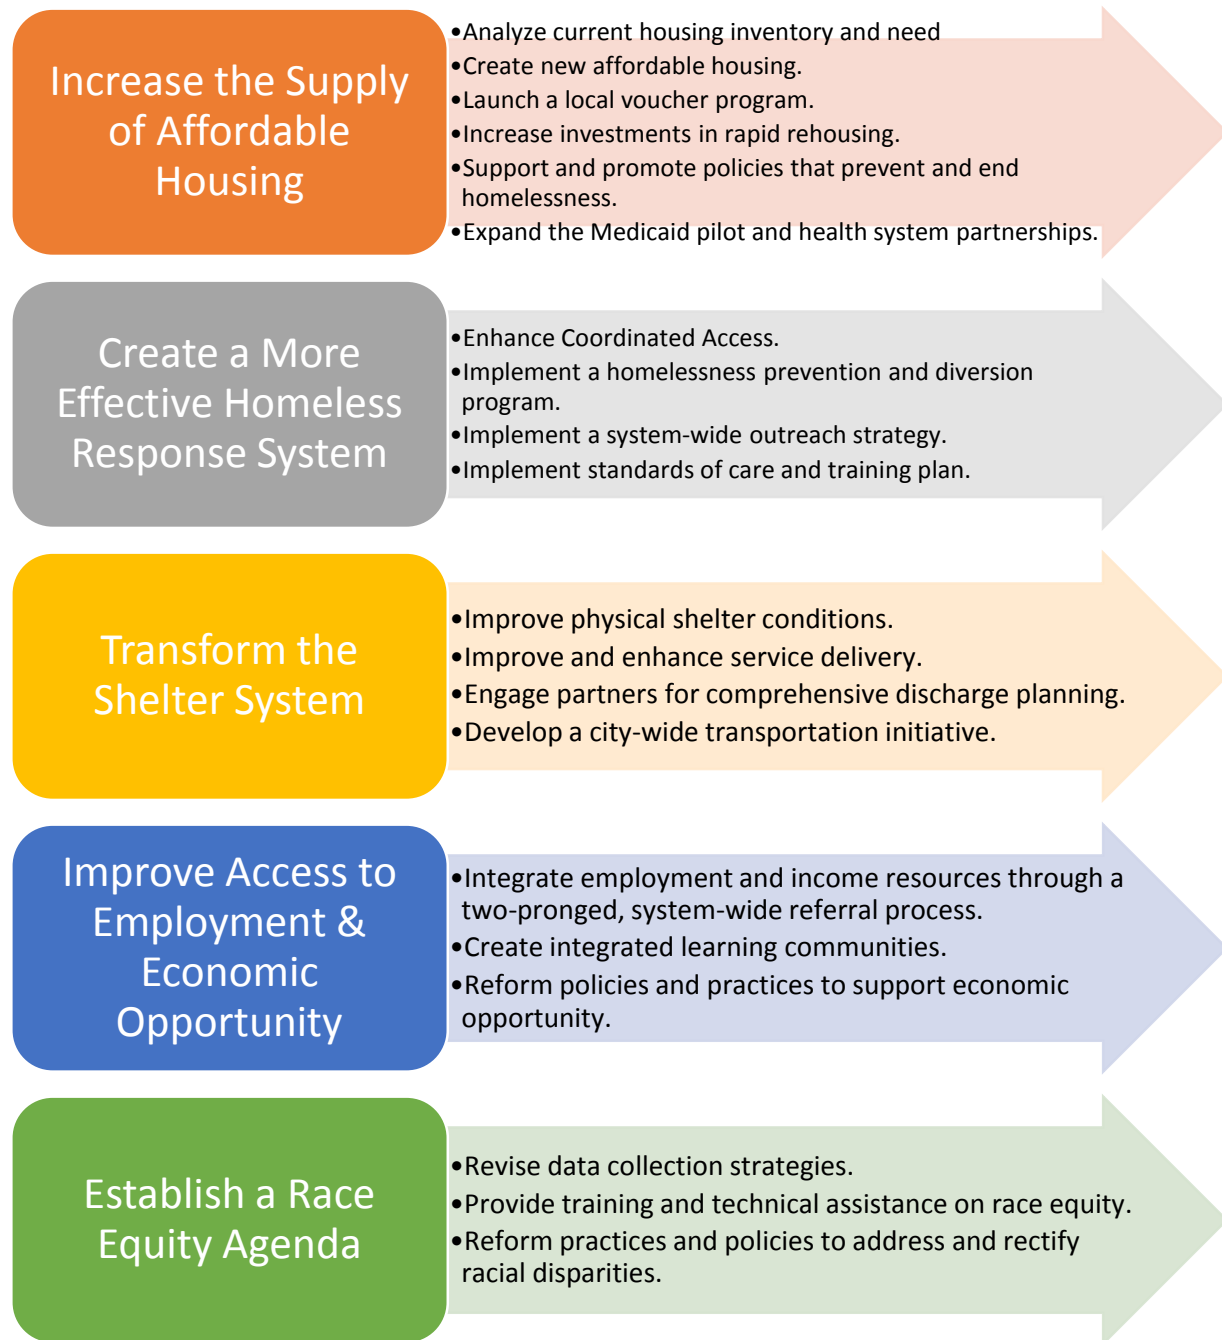 Increase the Supply
of Affordable
Housing
•Analyze current housing inventory and need
•Create new affordable housing.
•Launch a local voucher program.
•Increase investments in rapid rehousing.
•Support and promote policies that prevent and end
homelessness.
•Expand the Medicaid pilot and health system partnerships.
Create a More
Effective Homeless
Response System
•Enhance Coordinated Access.
•Implement a homelessness prevention and diversion
program.
•Implement a system-wide outreach strategy.
•Implement standards of care and training plan.
Transform the
Shelter System
•Improve physical shelter conditions.
•Improve and enhance service delivery.
•Engage partners for comprehensive discharge planning.
•Develop a city-wide transportation initiative.
Improve Access to
Employment &
Economic
Opportunity
•Integrate employment and income resources through a
two-pronged, system-wide referral process.
•Create integrated learning communities.
•Reform policies and practices to support economic
opportunity.
Establish a Race
Equity Agenda
•Revise data collection strategies.
•Provide training and technical assistance on race equity.
•Reform practices and policies to address and rectify
racial disparities.